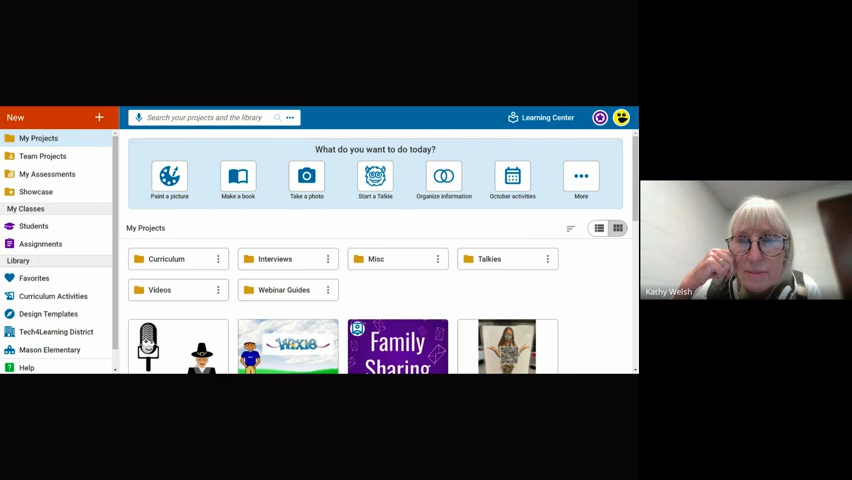 New +
Search your projects and the library
Learning Center
My Projects
Team Projects
My Assessments
Showcase
My Classes
Students
Assignments
Library
Favorites
Curriculum Activities
Design Templates
Tech4Learning District
Mason Elementary
Help
What do you want to do today?
Paint a picture
Make a book
Take a photo
Start a Talkie
Organize information
October activities
More
My Projects
Curriculum
Interviews
Misc
Talkies
Videos
Webinar Guides
Wixie
Family
Sharing
Kathy Welsh